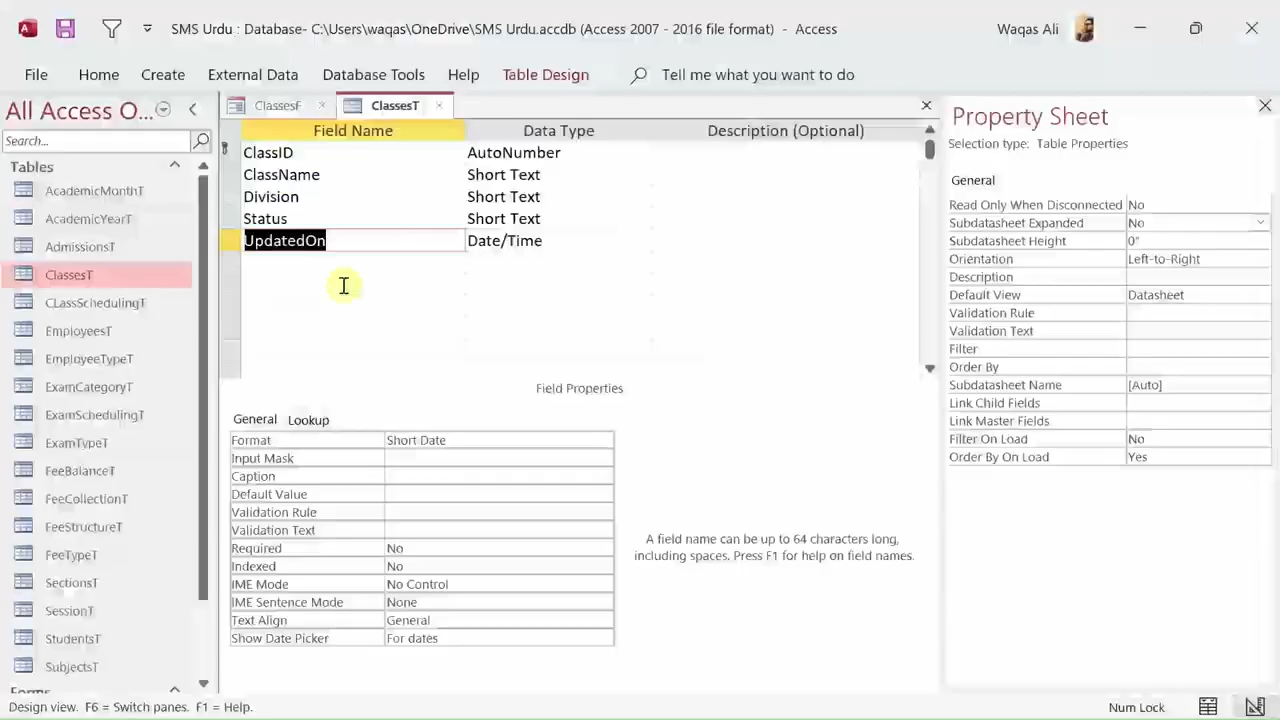 SMS Urdu : Database- C:\Users\waqas\OneDrive\SMS Urdu.accdb (Access 2007 - 2016 file format) - Access
Waqas Ali
File Home Create External Data Database Tools Help Table Design Tell me what you want to do
All Access O...
Search...
Tables
AcademicMonthT
AcademicYearT
AdmissionsT
ClassesT
CLassSchedulingT
EmployeesT
EmployeeTypeT
ExamCategoryT
ExamSchedulingT
ExamTypeT
FeeBalanceT
FeeCollectionT
FeeStructureT
FeeTypeT
SectionsT
SessionT
StudentsT
SubjectsT
Forms
ClassesF ClassesT
Field Name Data Type Description (Optional)
ClassID AutoNumber
ClassName Short Text
Division Short Text
Status Short Text
UpdatedOn Date/Time
Field Properties
General Lookup
Format Short Date
Input Mask
Caption
Default Value
Validation Rule
Validation Text
Required No
Indexed No
IME Mode No Control
IME Sentence Mode None
Text Align General
Show Date Picker For dates
A field name can be up to 64 characters long,
including spaces. Press F1 for help on field names.
Property Sheet
Selection type: Table Properties
General
Read Only When Disconnected No
Subdatasheet Expanded No
Subdatasheet Height 0"
Orientation Left-to-Right
Description
Default View Datasheet
Validation Rule
Validation Text
Filter
Order By
Subdatasheet Name [Auto]
Link Child Fields
Link Master Fields
Filter On Load No
Order By On Load Yes
Design view. F6 = Switch panes. F1 = Help.
Num Lock